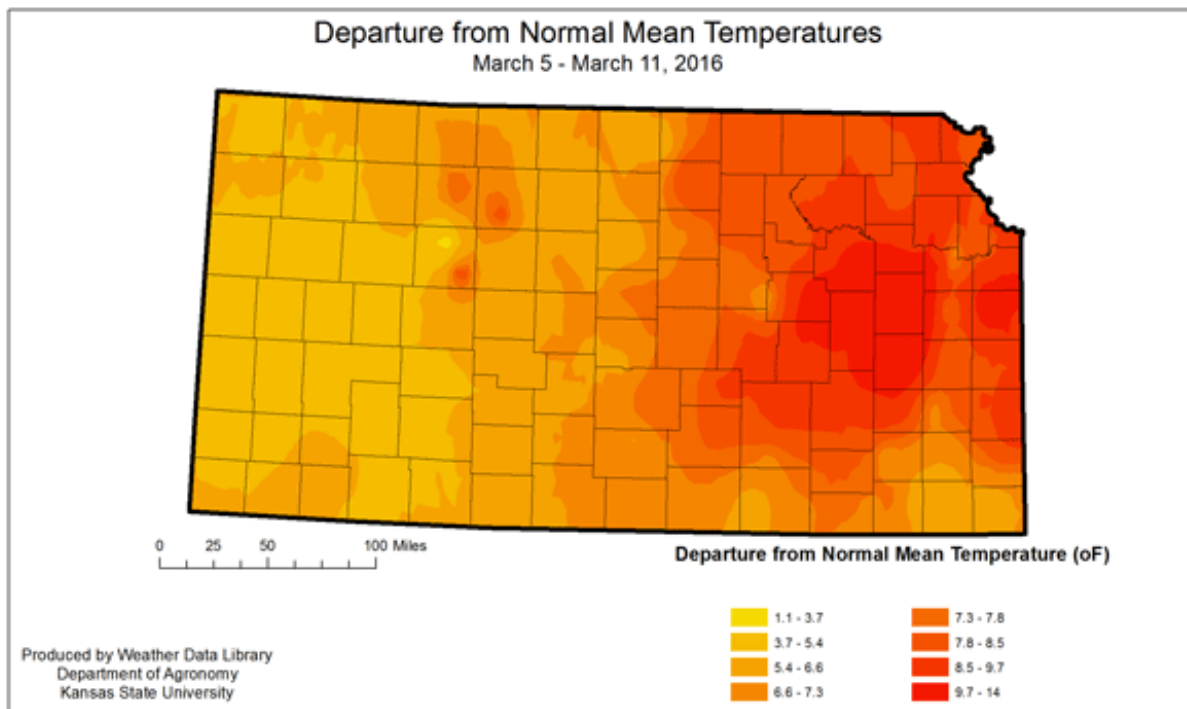 Departure from Normal Mean Temperatures
March 5 - March 11, 2016
0 25 50 100 Miles
Departure from Normal Mean Temperature (oF)
1.1 - 3.7
3.7 - 5.4
5.4 - 6.6
6.6 - 7.3
7.3 - 7.8
7.8 - 8.5
8.5 - 9.7
9.7 - 14
Produced by Weather Data Library
Department of Agronomy
Kansas State University